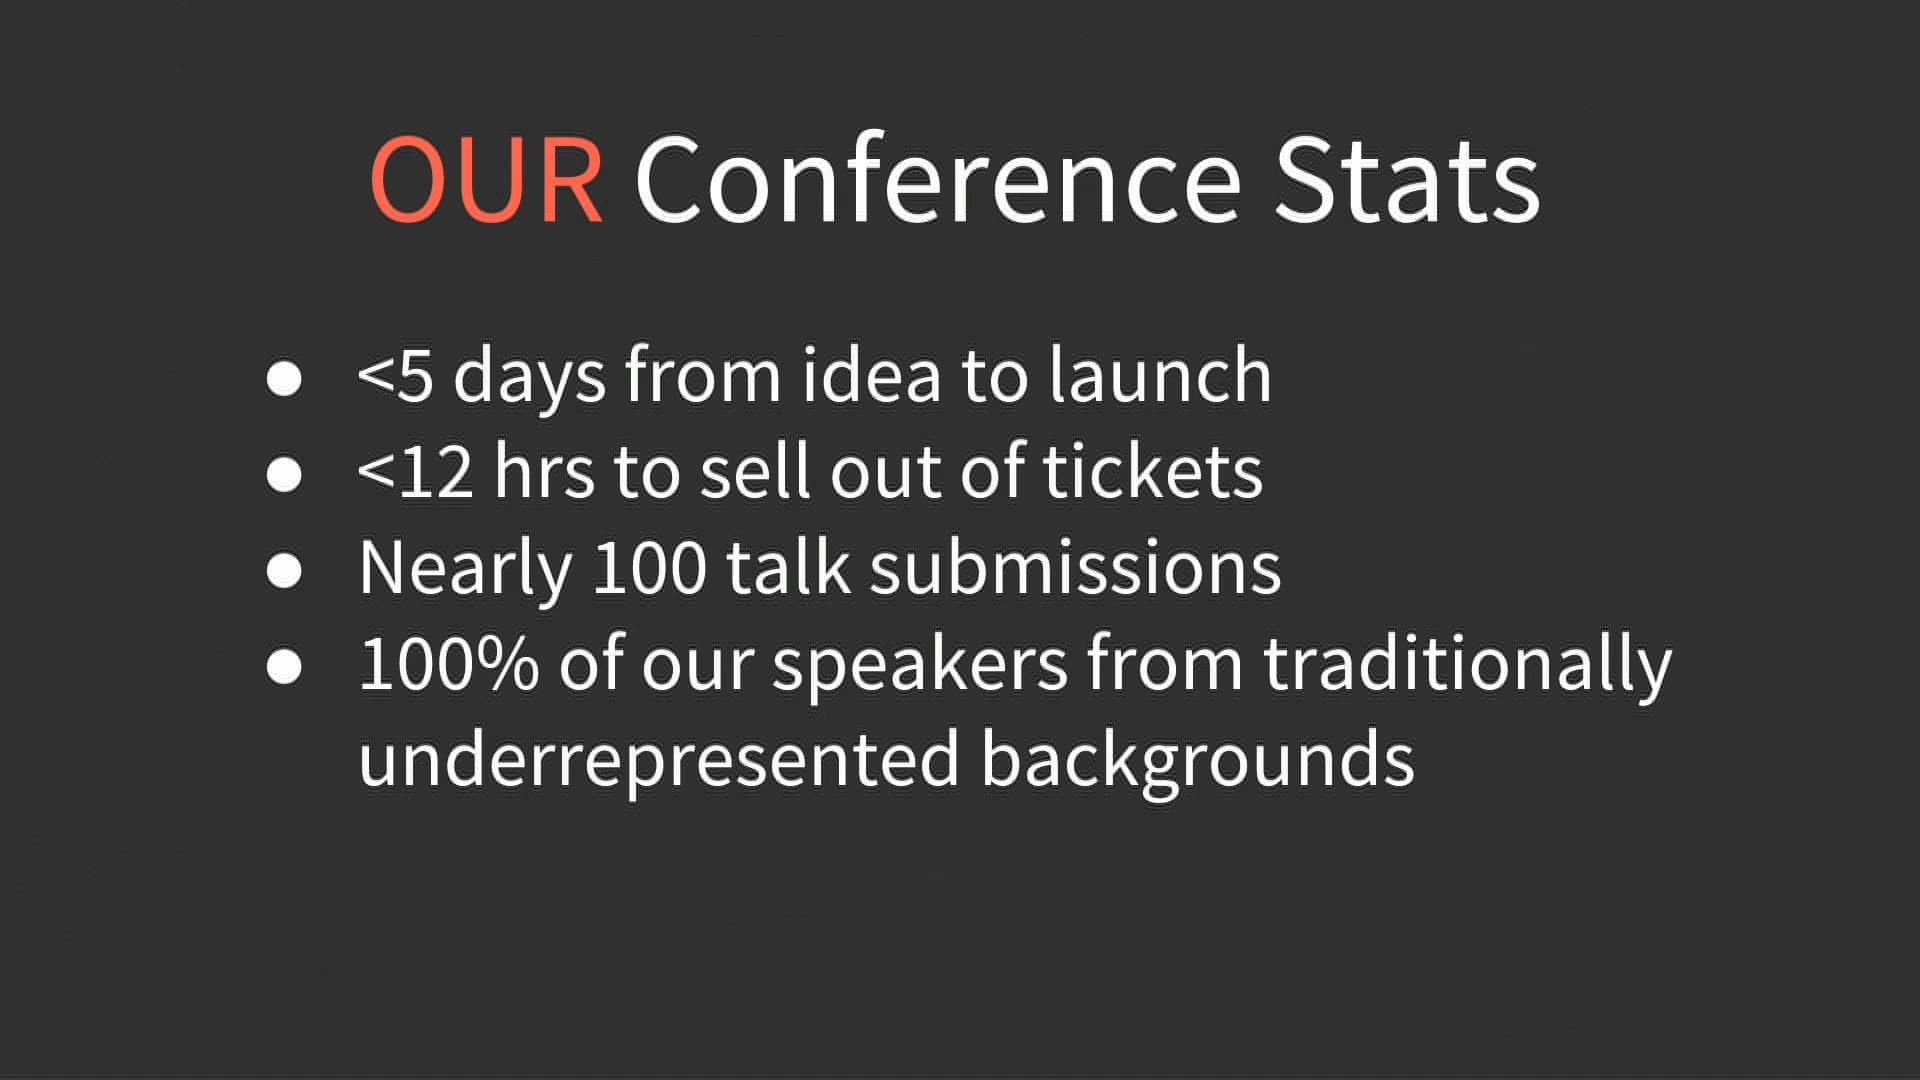 OUR Conference Stats
● <5 days from idea to launch
● <12 hrs to sell out of tickets
● Nearly 100 talk submissions
● 100% of our speakers from traditionally
underrepresented backgrounds